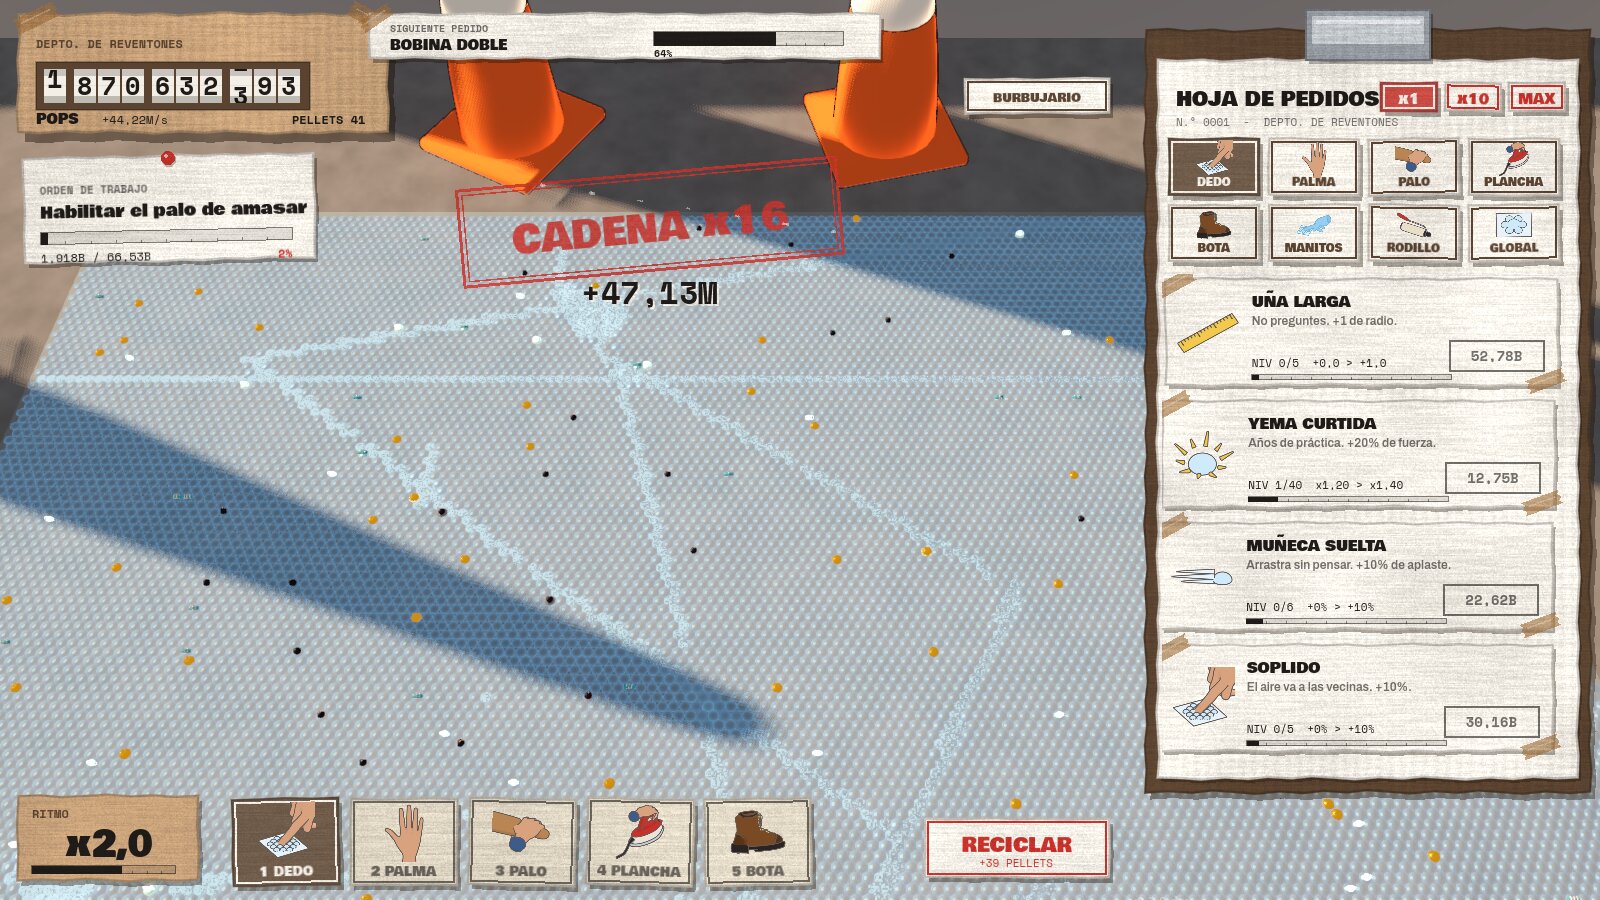 DEPTO. DE REVENTONES
1 870 632 393
POPS +44,22M/s PELLETS 41
SIGUIENTE PEDIDO
BOBINA DOBLE
64%
BURBUJARIO
ORDEN DE TRABAJO
Habilitar el palo de amasar
1,918B / 66,53B 2%
CADENA x16
+47,13M
HOJA DE PEDIDOS x1 x10 MAX
N.° 0001 - DEPTO. DE REVENTONES
DEDO PALMA PALO PLANCHA
BOTA MANITOS RODILLO GLOBAL
UÑA LARGA
No preguntes. +1 de radio.
NIV 0/5 +0,0 > +1,0
52,78B
YEMA CURTIDA
Años de práctica. +20% de fuerza.
NIV 1/40 x1,20 > x1,40
12,75B
MUÑECA SUELTA
Arrastra sin pensar. +10% de aplaste.
NIV 0/6 +0% > +10%
22,62B
SOPLIDO
El aire va a las vecinas. +10%.
NIV 0/5 +0% > +10%
30,16B
RITMO
x2,0
1 DEDO 2 PALMA 3 PALO 4 PLANCHA 5 BOTA
RECICLAR
+39 PELLETS